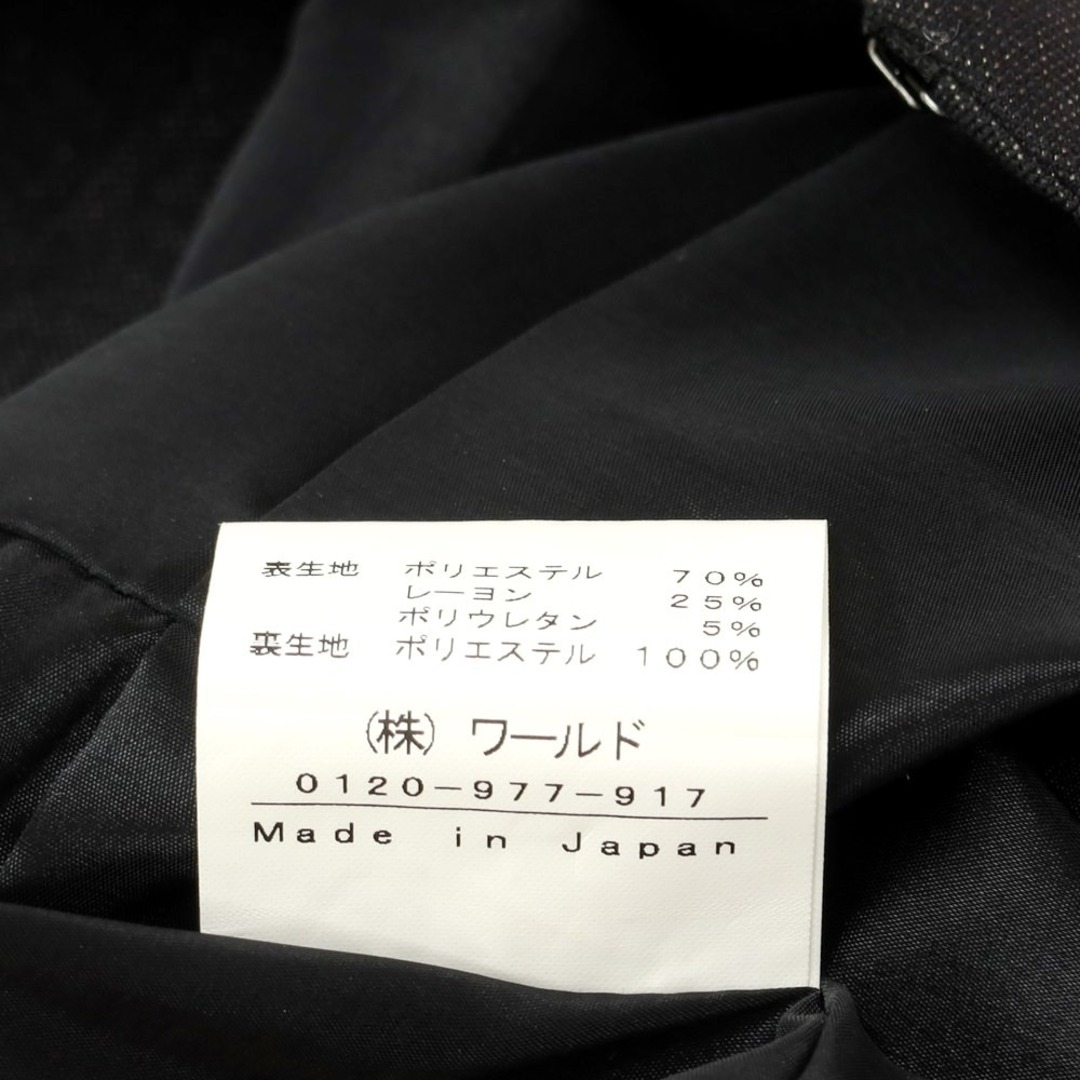 表生地 ポリエステル 70%
レーヨン 25%
ポリウレタン 5%
裏生地 ポリエステル 100%
(株) ワールド
0120-977-917
Made in Japan